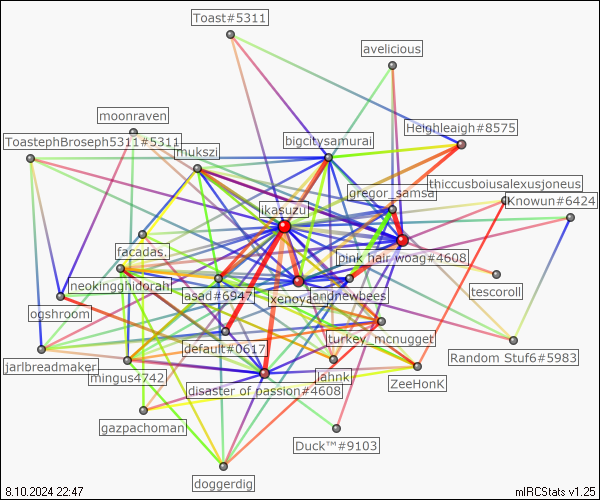 Toast#5311
avelicious
moonraven
Heighleaigh#8575
ToastephBroseph5311#5311
bigcitysamurai
mukszi
thiccusboiusalexusjoneus
gregor_samsa
Knowun#6424
ikasuzu
facadas.
pink hair woag#4608
neokingghidorah
tescoroll
asad#6947
landnewbees
ogshroom
turkey_mcnugget
default#0617
Random Stuf6#5983
jarlbreadmaker
mingus4742
lahnk
ZeeHonK
disaster of passion#4608
gazpachoman
Duck™#9103
doggerdig
8.10.2024 22:47
mIRCStats v1.25